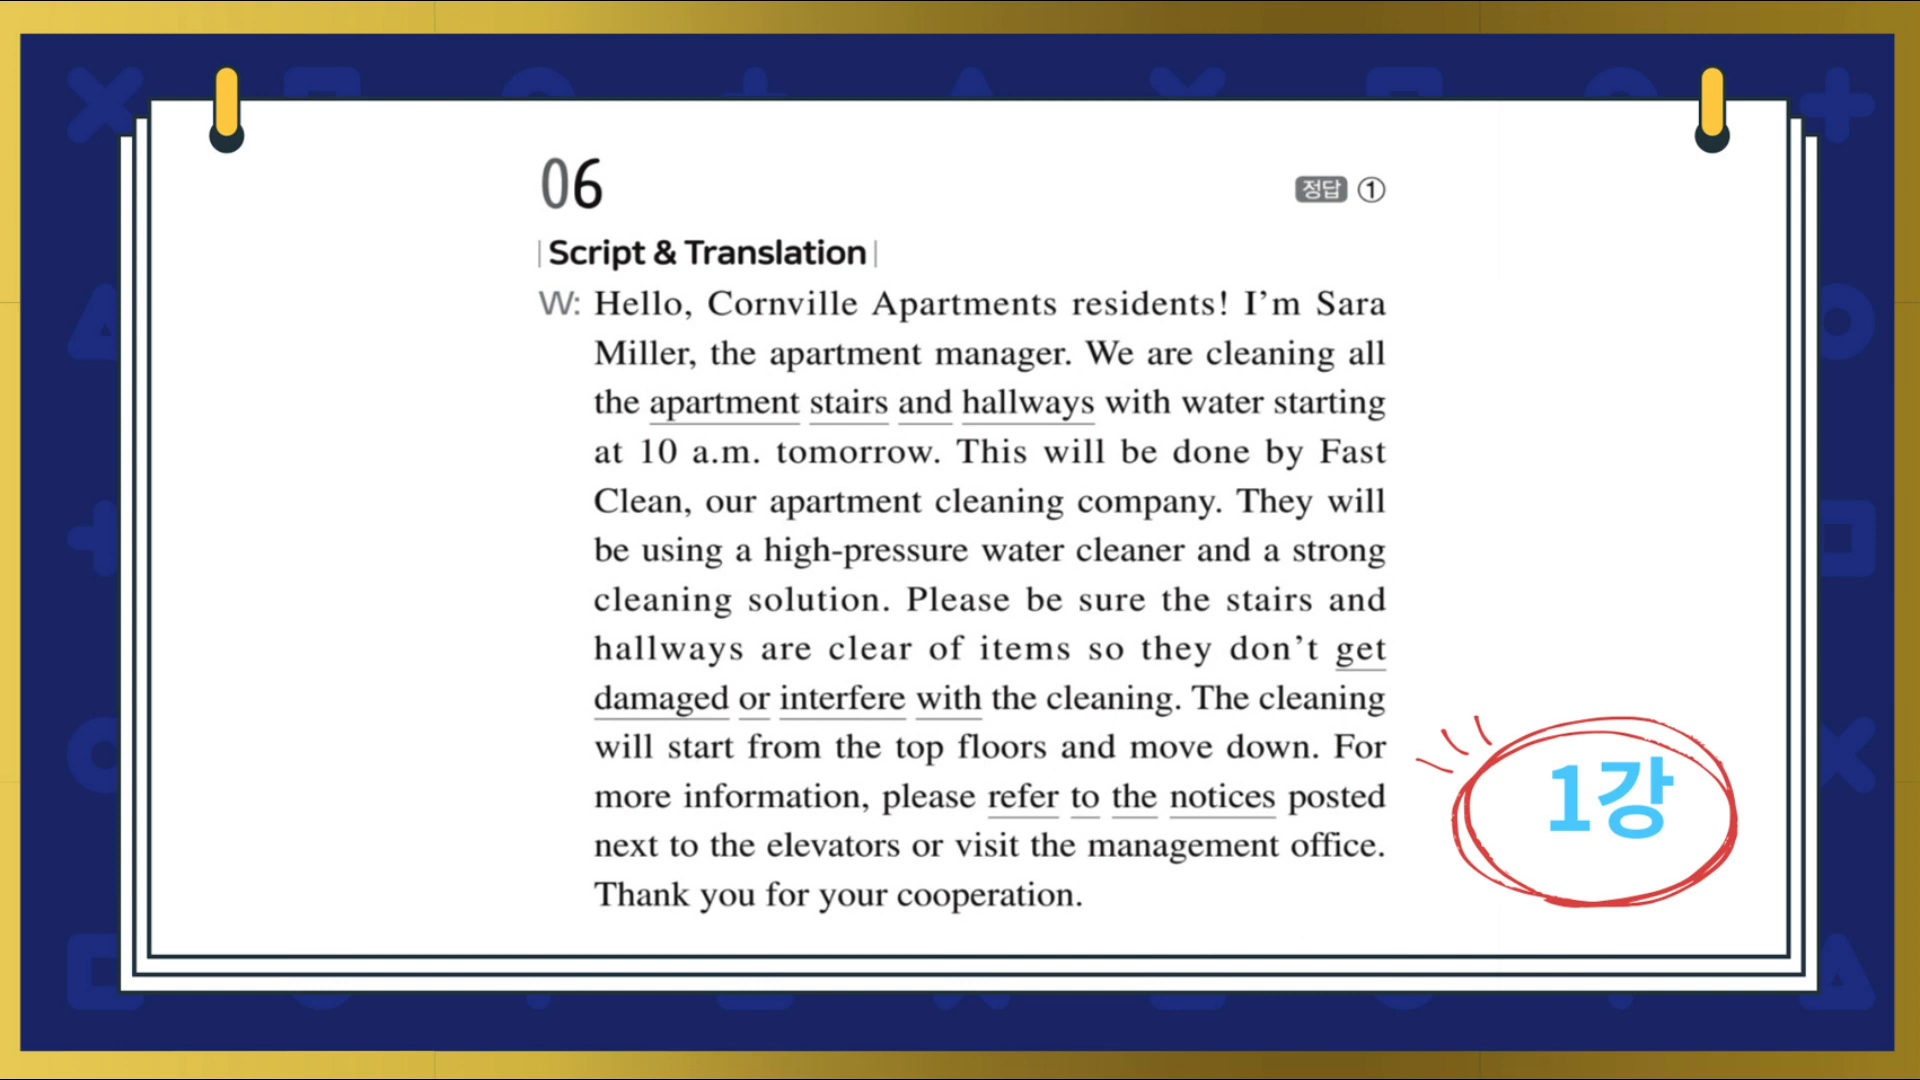 06
정답 ①
Script & Translation
W: Hello, Cornville Apartments residents! I'm Sara
Miller, the apartment manager. We are cleaning all
the apartment stairs and hallways with water starting
at 10 a.m. tomorrow. This will be done by Fast
Clean, our apartment cleaning company. They will
be using a high-pressure water cleaner and a strong
cleaning solution. Please be sure the stairs and
hallways are clear of items so they don't get
damaged or interfere with the cleaning. The cleaning
will start from the top floors and move down. For
more information, please refer to the notices posted
next to the elevators or visit the management office.
Thank you for your cooperation.
1강